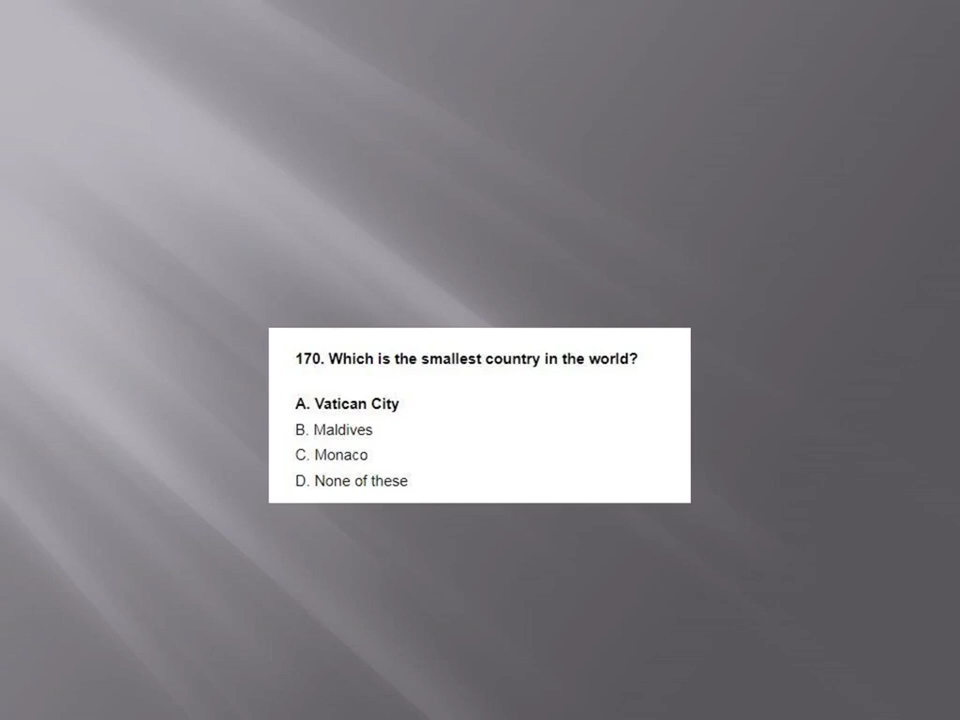 170. Which is the smallest country in the world?
A. Vatican City
B. Maldives
C. Monaco
D. None of these